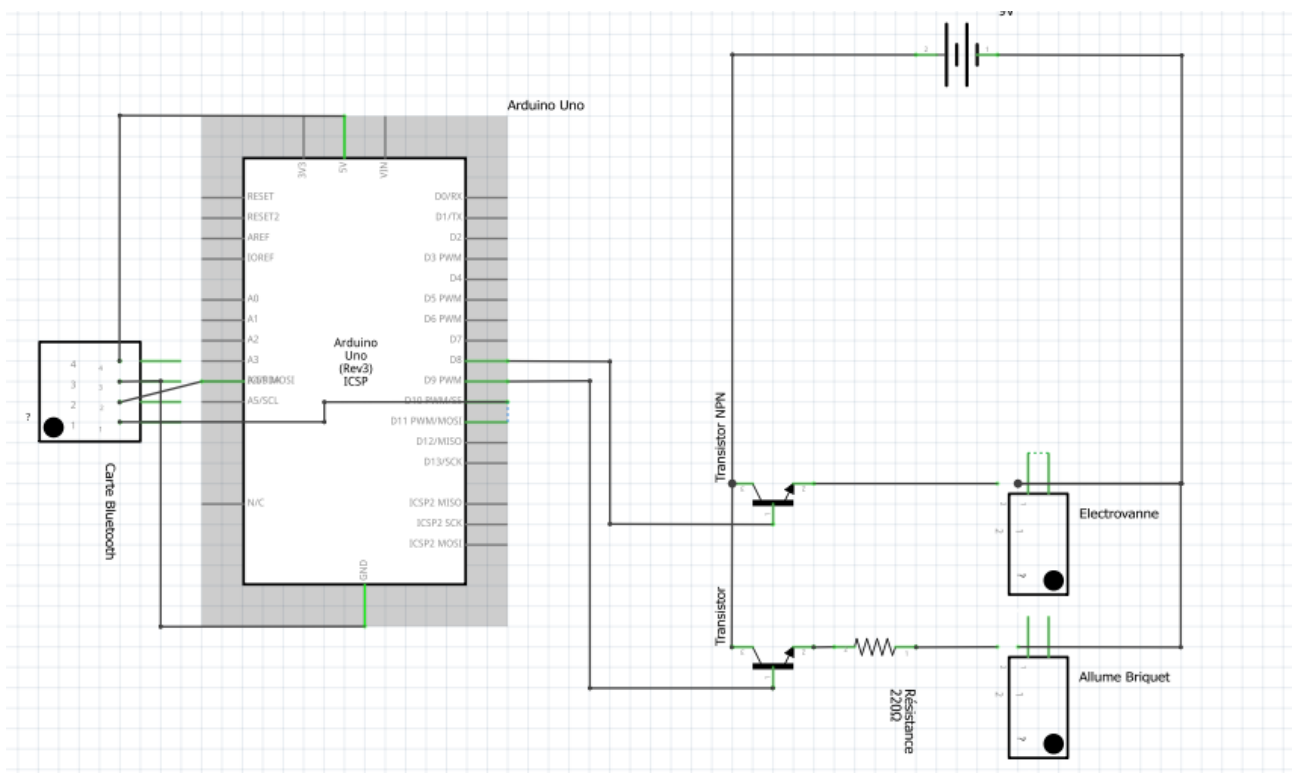 9V
Arduino Uno
3V3
5V
VIN
RESET
RESET2
AREF
IOREF
A0
A1
A2
A3
A5/SCL
N/C
D0/RX
D1/TX
D2
D3 PWM
D4
D5 PWM
D6 PWM
D7
D8
D9 PWM
D10 PWM/SS
D11 PWM/MOSI
D12/MISO
D13/SCK
ICSP2 MISO
ICSP2 SCK
ICSP2 MOSI
GND
Arduino
Uno
(Rev3)
ICSP
4
3
2
1
?
Carte Bluetooth
Transistor NPN
Electrovanne
Transistor
Résistance
220Ω
Allume Briquet